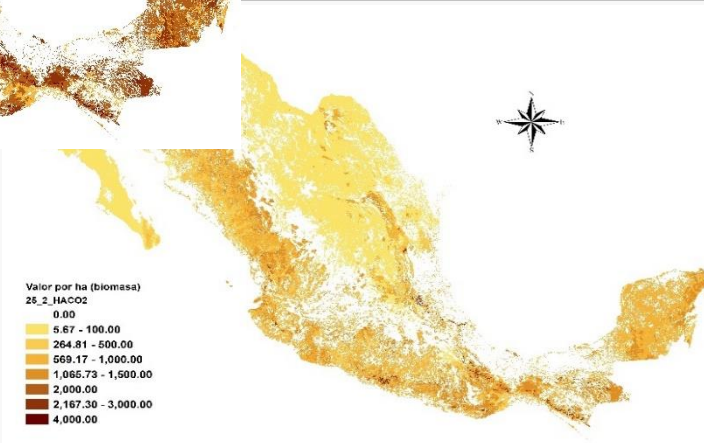 N
W E
S
Valor por ha (biomasa)
25_2_HACO2
0.00
5.67 - 100.00
264.81 - 500.00
569.17 - 1,000.00
1,065.73 - 1,500.00
2,000.00
2,167.30 - 3,000.00
4,000.00